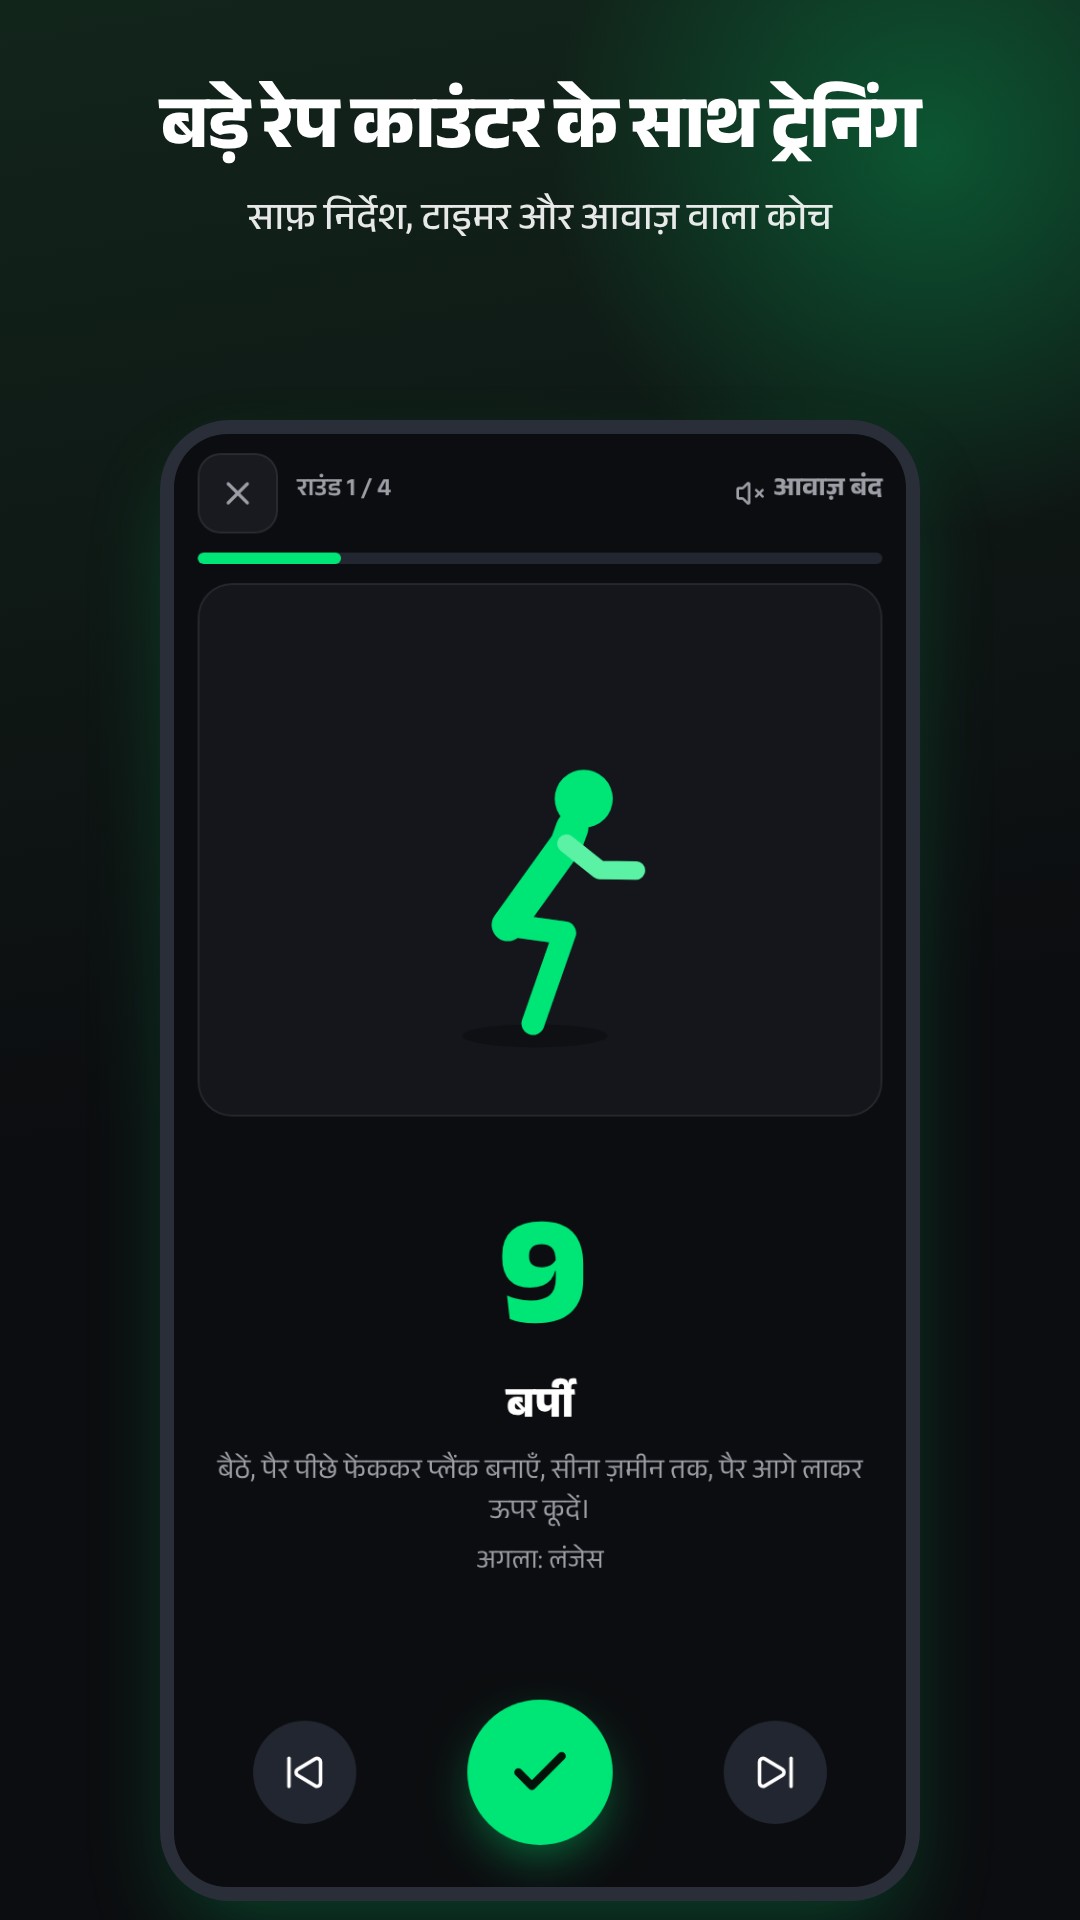 बड़े रेप काउंटर के साथ ट्रेनिंग
साफ़ निर्देश, टाइमर और आवाज़ वाला कोच
राउंड 1 / 4
आवाज़ बंद
9
बर्पी
बैठें, पैर पीछे फेंककर प्लैंक बनाएँ, सीना ज़मीन तक, पैर आगे लाकर
ऊपर कूदें।
अगला: लंजेस